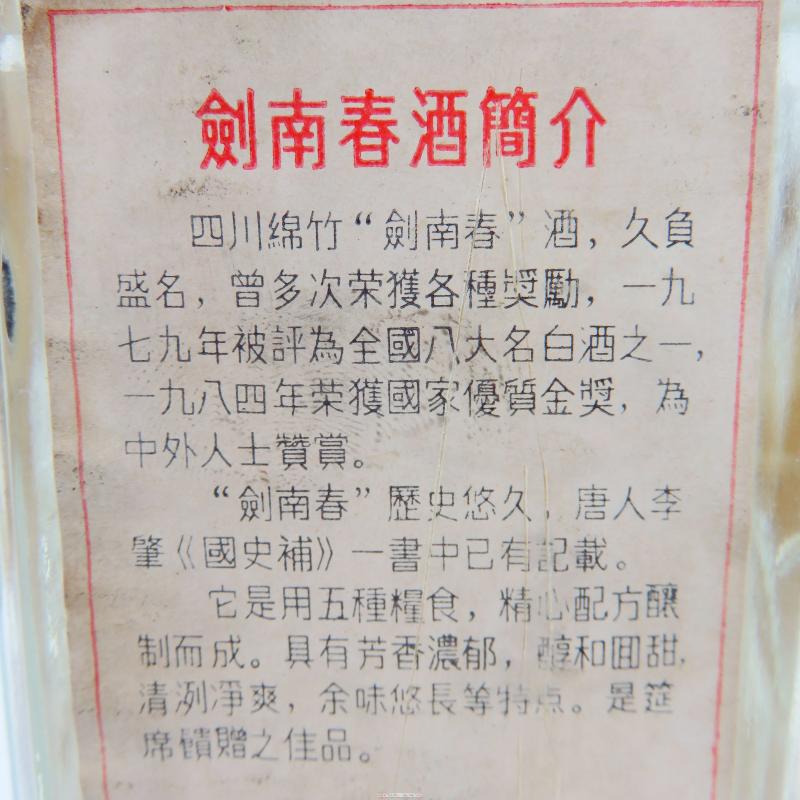 劍南春酒簡介
四川綿竹“劍南春”酒，久負
盛名，曾多次荣獲各種獎勵，一九
七九年被評為全國八大名白酒之一，
一九八四年荣獲國家優質金獎，為
中外人士贊賞。
“劍南春”歷史悠久，唐人李
肇《國史補》一書中已有記載。
它是用五種糧食，精心配方釀
制而成。具有芳香濃郁，醇和回甜，
清洌淨爽，余味悠長等特点。是筵
席饋贈之佳品。